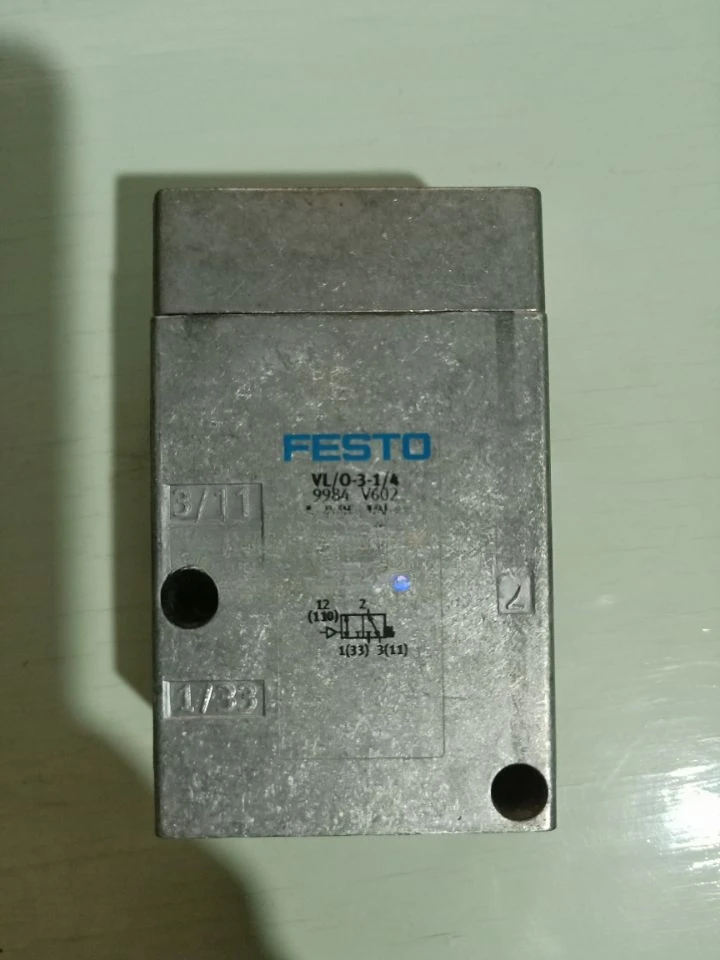 FESTO
VL/O-3-1/4
9984 V602
3/11
2
12 2
(110)
1(33) 3(11)
1/33